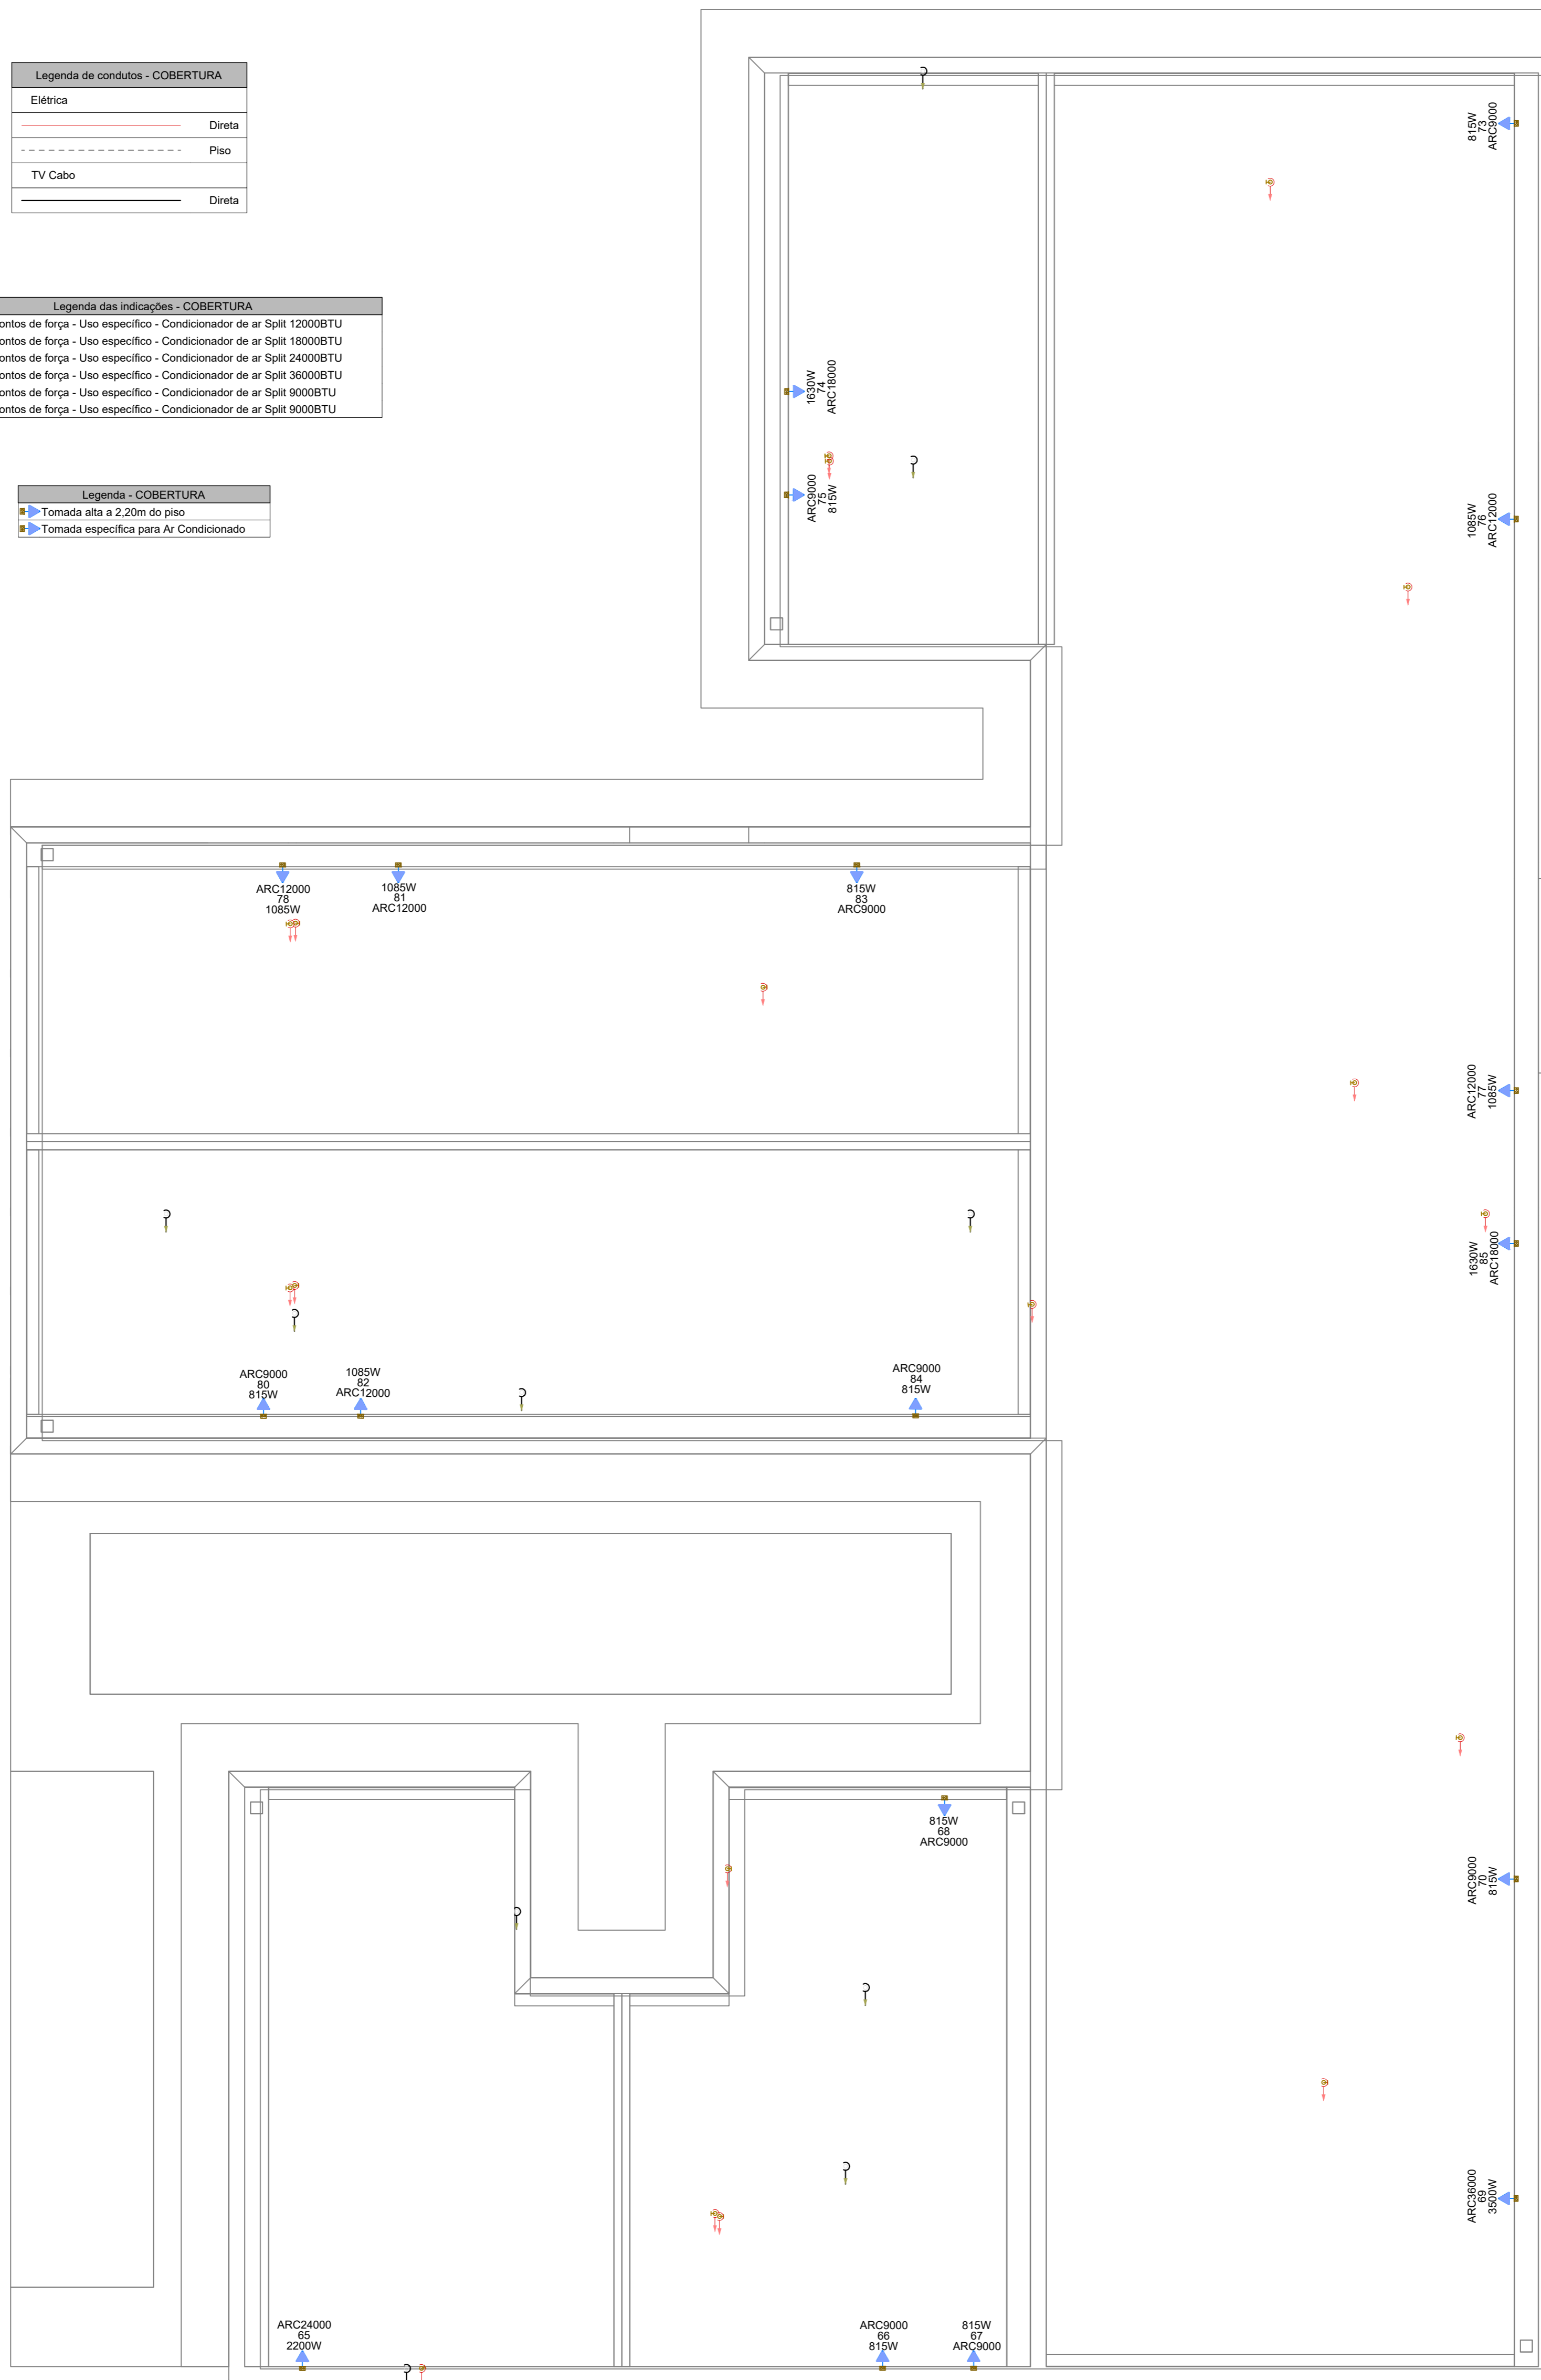 Legenda de condutos - COBERTURA
Elétrica
Direta
Piso
TV Cabo
Direta
Legenda das indicações - COBERTURA
ontos de força - Uso específico - Condicionador de ar Split 12000BTU
ontos de força - Uso específico - Condicionador de ar Split 18000BTU
ontos de força - Uso específico - Condicionador de ar Split 24000BTU
ontos de força - Uso específico - Condicionador de ar Split 36000BTU
ontos de força - Uso específico - Condicionador de ar Split 9000BTU
ontos de força - Uso específico - Condicionador de ar Split 9000BTU
Legenda - COBERTURA
Tomada alta a 2,20m do piso
Tomada específica para Ar Condicionado
815W
73
ARC9000
1630W
74
ARC18000
ARC9000
75
815W
1085W
76
ARC12000
ARC12000
78
1085W
1085W
81
ARC12000
815W
83
ARC9000
ARC12000
77
1085W
1630W
85
ARC18000
ARC9000
80
815W
1085W
82
ARC12000
ARC9000
84
815W
815W
68
ARC9000
ARC9000
70
815W
ARC36000
69
3500W
ARC24000
65
2200W
ARC9000
66
815W
815W
67
ARC9000